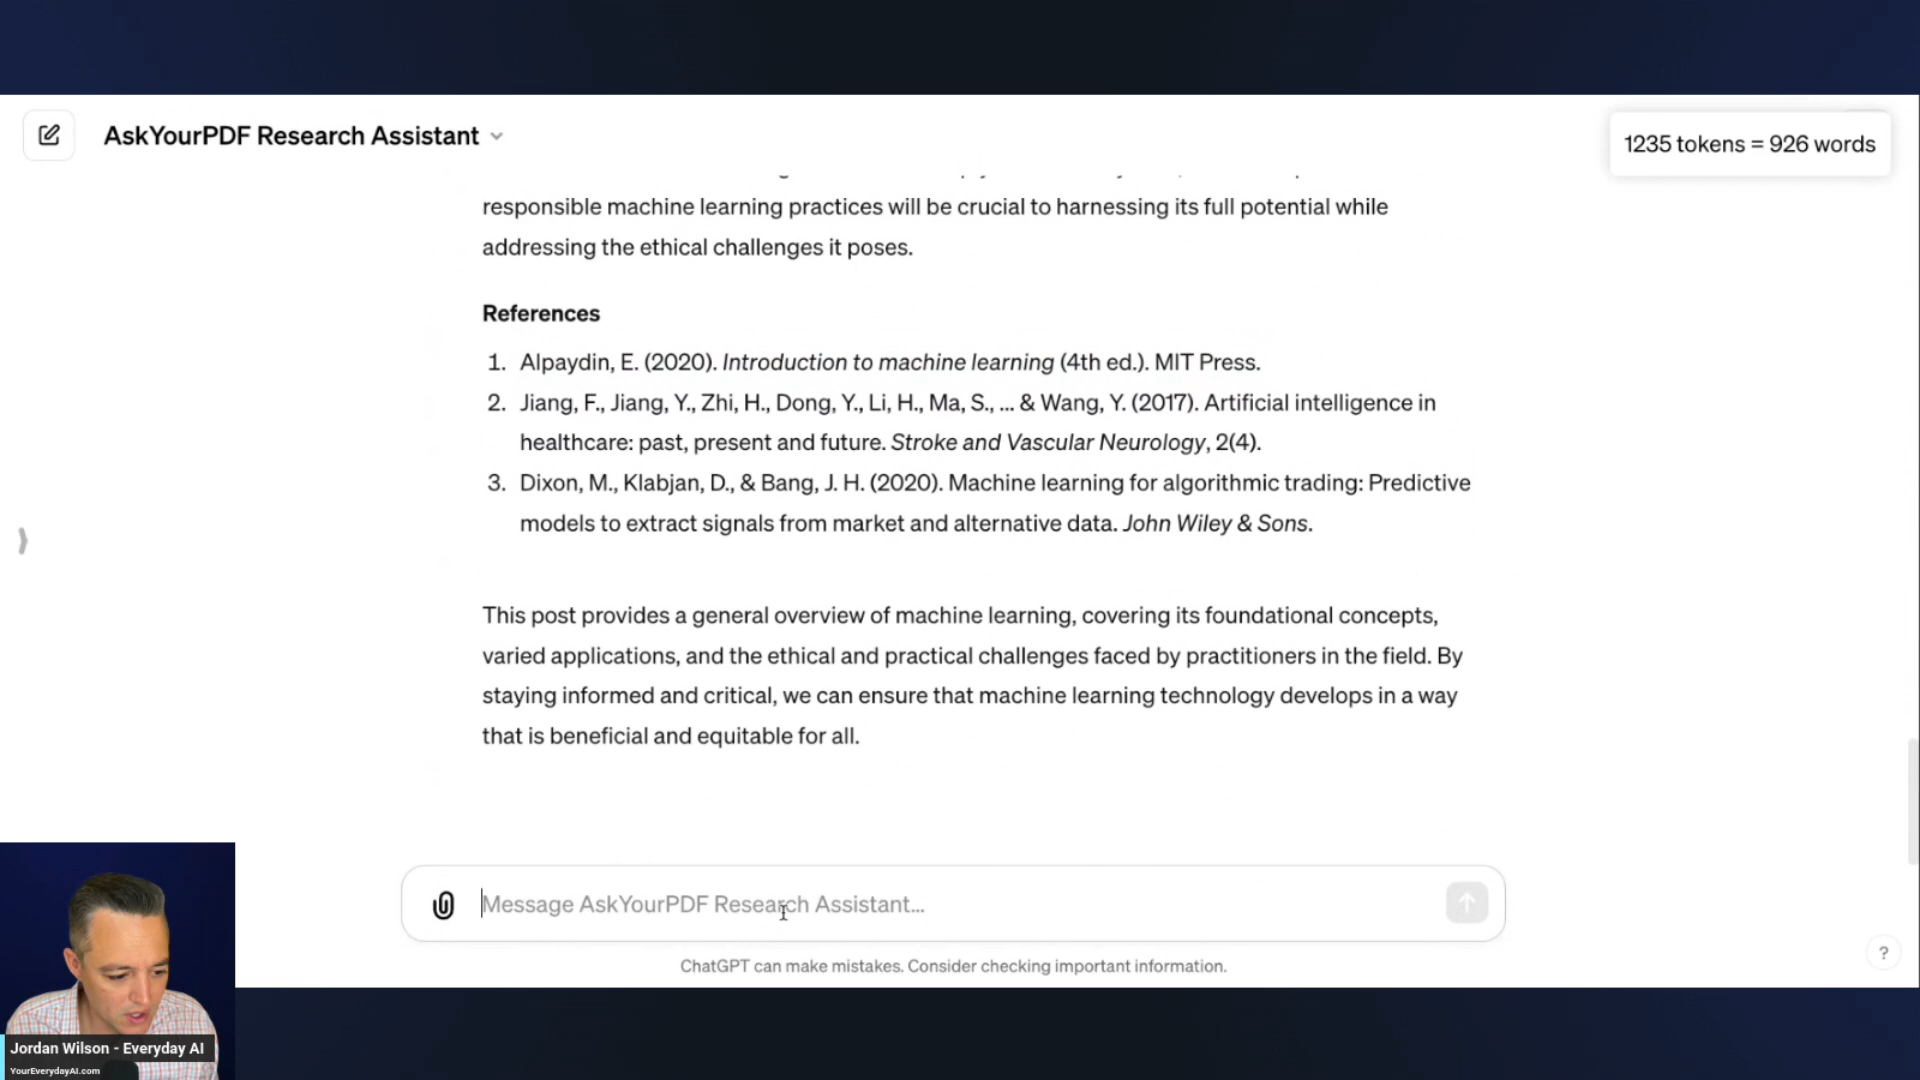 AskYourPDF Research Assistant
1235 tokens = 926 words
responsible machine learning practices will be crucial to harnessing its full potential while
addressing the ethical challenges it poses.
References
1. Alpaydin, E. (2020). Introduction to machine learning (4th ed.). MIT Press.
2. Jiang, F., Jiang, Y., Zhi, H., Dong, Y., Li, H., Ma, S., ... & Wang, Y. (2017). Artificial intelligence in
healthcare: past, present and future. Stroke and Vascular Neurology, 2(4).
3. Dixon, M., Klabjan, D., & Bang, J. H. (2020). Machine learning for algorithmic trading: Predictive
models to extract signals from market and alternative data. John Wiley & Sons.
This post provides a general overview of machine learning, covering its foundational concepts,
varied applications, and the ethical and practical challenges faced by practitioners in the field. By
staying informed and critical, we can ensure that machine learning technology develops in a way
that is beneficial and equitable for all.
Message AskYourPDF Research Assistant...
ChatGPT can make mistakes. Consider checking important information.
?
Jordan Wilson - Everyday AI
YourEverydayAI.com